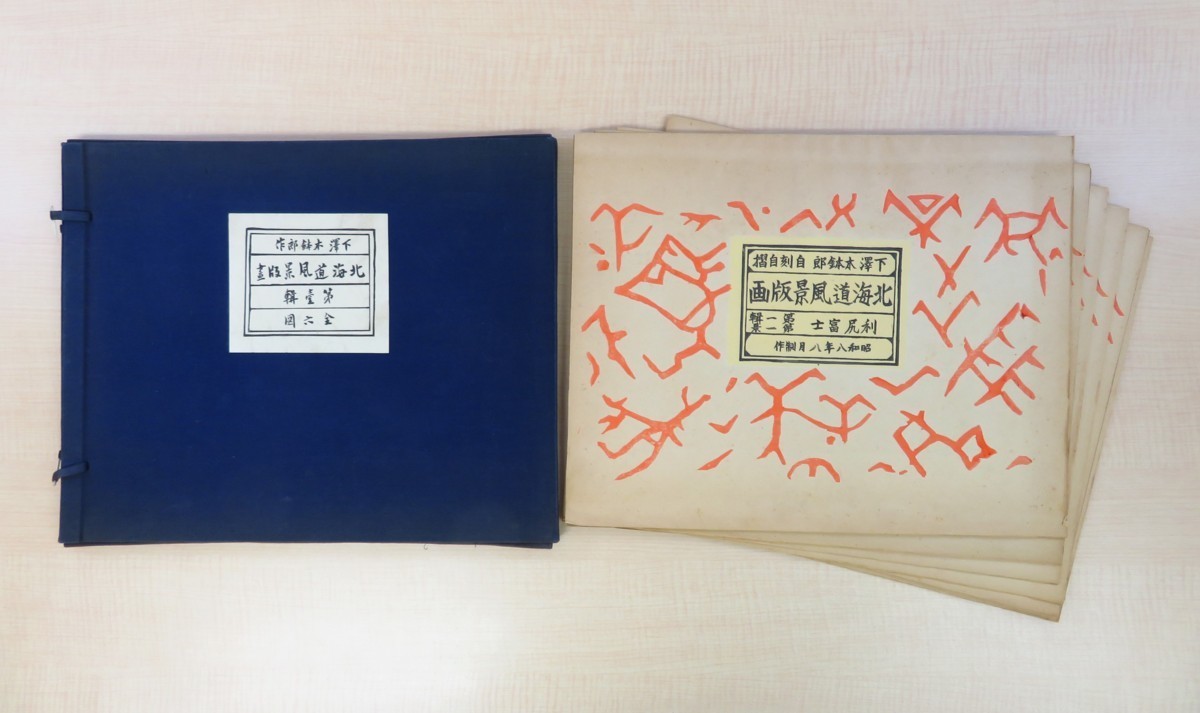 下澤木鉢郎作
北海道風景版畫
第壹輯
全六図
下澤木鉢郎 自刻自摺
北海道風景版画
利尻富士 第一輯
第一景
昭和八年八月制作